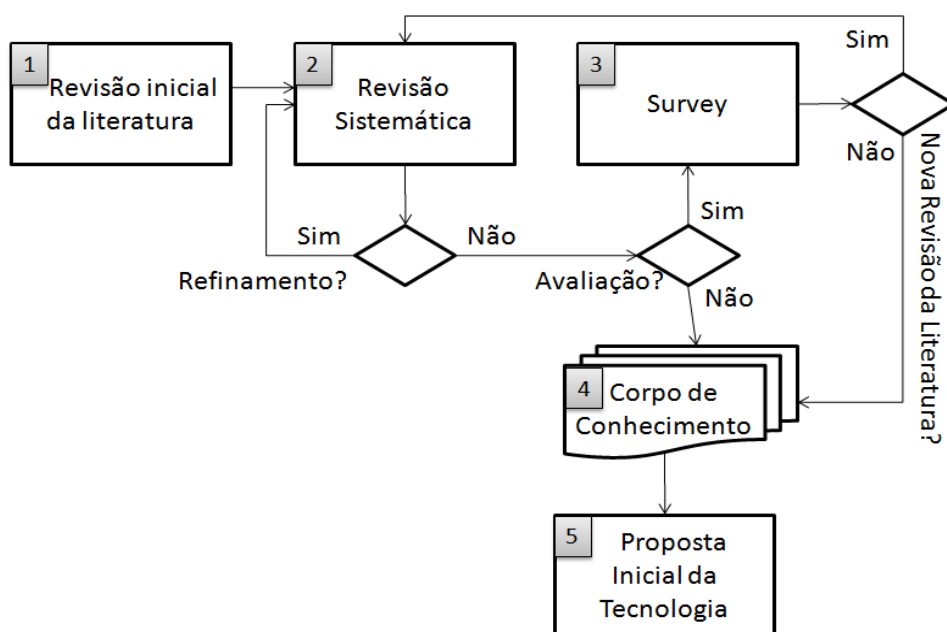 1
Revisão inicial
da literatura
2
Revisão
Sistemática
3
Survey
Sim
Não
Nova Revisão da Literatura?
Sim
Refinamento?
Não
Sim
Avaliação?
Não
4
Corpo de
Conhecimento
5
Proposta
Inicial da
Tecnologia